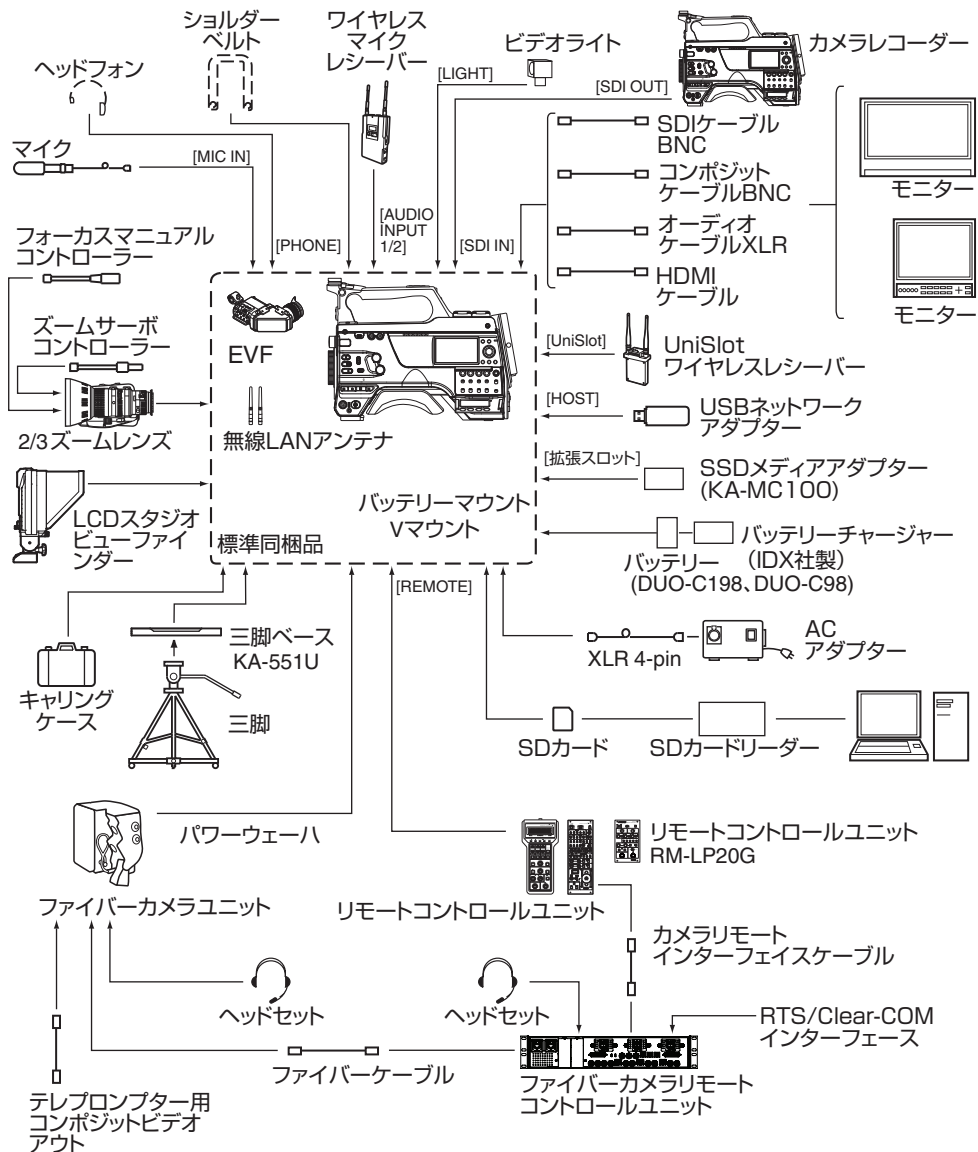 ショルダー
ベルト
ワイヤレス
マイク
レシーバー
ビデオライト
カメラレコーダー
ヘッドフォン
[LIGHT]
[SDI OUT]
マイク
[MIC IN]
SDIケーブル
BNC
コンポジット
ケーブルBNC
モニター
フォーカスマニュアル
コントローラー
[PHONE]
[AUDIO
INPUT
1/2]
[SDI IN]
オーディオ
ケーブルXLR
HDMI
ケーブル
モニター
ズームサーボ
コントローラー
EVF
[UniSlot]
UniSlot
ワイヤレスレシーバー
[HOST]
USBネットワーク
アダプター
2/3ズームレンズ
無線LANアンテナ
[拡張スロット]
SSDメディアアダプター
(KA-MC100)
LCDスタジオ
ビューファイ
ンダー
バッテリーマウント
Vマウント
標準同梱品
バッテリーチャージャー
バッテリー (IDX社製)
(DUO-C198、DUO-C98)
[REMOTE]
三脚ベース
KA-551U
XLR 4-pin
AC
アダプター
キャリング
ケース
三脚
SDカード
SDカードリーダー
パワーウェーハ
リモートコントロールユニット
RM-LP20G
ファイバーカメラユニット
リモートコントロールユニット
カメラリモート
インターフェイスケーブル
ヘッドセット
ヘッドセット
RTS/Clear-COM
インターフェース
ファイバーケーブル
ファイバーカメラリモート
コントロールユニット
テレプロンプター用
コンポジットビデオ
アウト